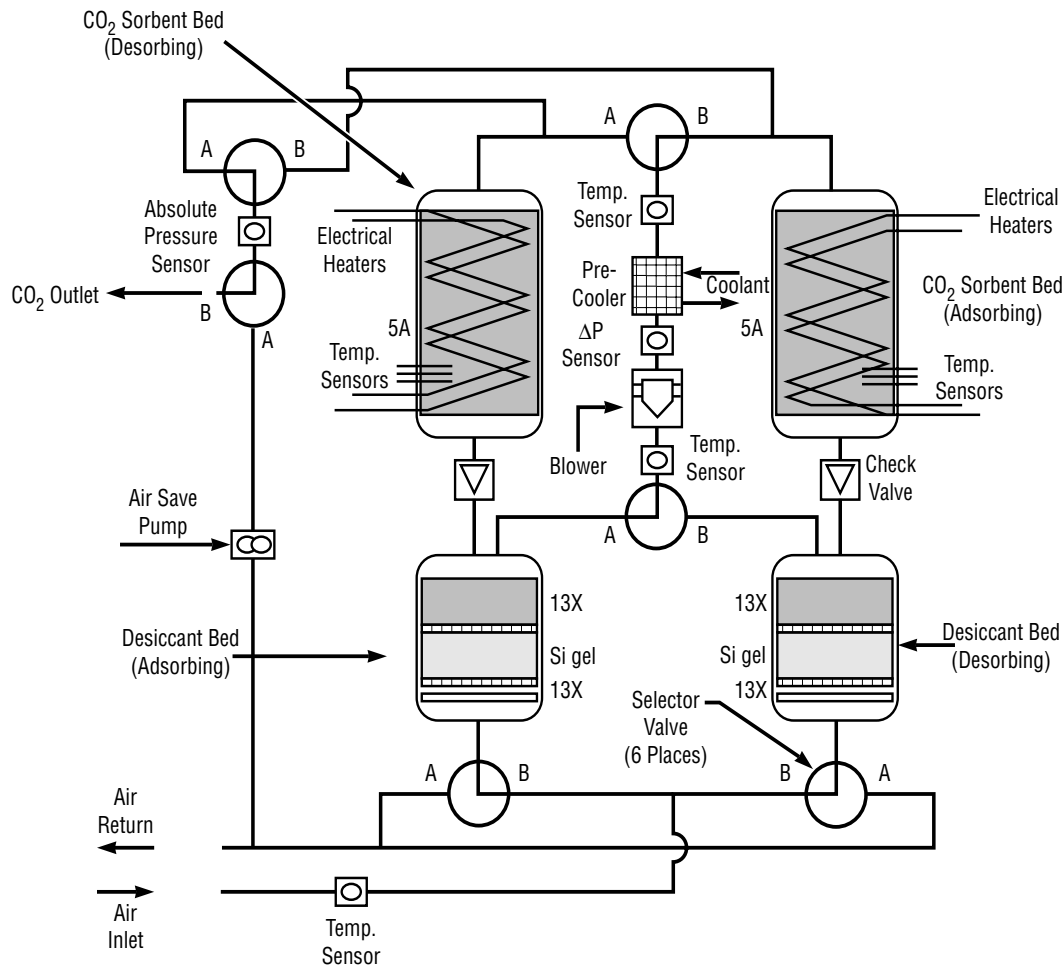 CO2 Sorbent Bed
(Desorbing)
A
B
A
B
Absolute
Pressure
Sensor
CO2 Outlet
B
A
Electrical
Heaters
5A
Temp.
Sensors
Temp.
Sensor
Pre-
Cooler
Coolant
ΔP
Sensor
Blower
Temp.
Sensor
A
B
Electrical
Heaters
CO2 Sorbent Bed
(Adsorbing)
5A
Temp.
Sensors
Check
Valve
Air Save
Pump
Desiccant Bed
(Adsorbing)
13X
Si gel
13X
13X
Si gel
13X
Desiccant Bed
(Desorbing)
Selector
Valve
(6 Places)
A
B
B
A
Air
Return
Air
Inlet
Temp.
Sensor